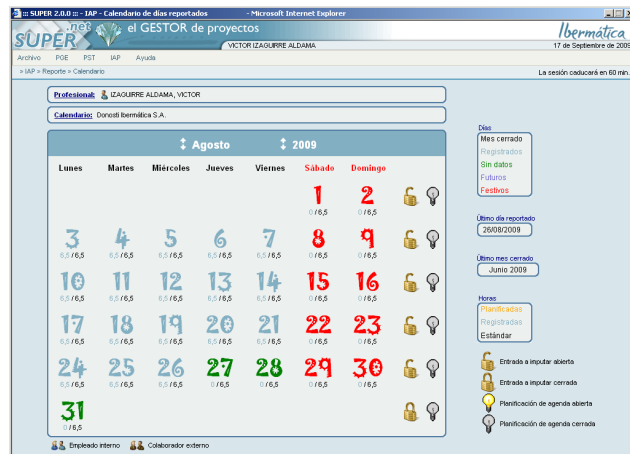 ::: SUPER 2.0.0 ::: - IAP - Calendario de días reportados - Microsoft Internet Explorer
SUPER .net el GESTOR de proyectos Ibermática
VICTOR IZAGUIRRE ALDAMA 17 de Septiembre de 2009
Archivo PGE PST IAP Ayuda
» IAP » Reporte » Calendario La sesión caducará en 60 min.
Profesional: IZAGUIRRE ALDAMA, VICTOR
Calendario: Donosti Ibermática S.A.
Agosto 2009
Lunes Martes Miércoles Jueves Viernes Sábado Domingo
1 2
0 / 6,5 0 / 6,5
3 4 5 6 7 8 9
6,5 / 6,5 6,5 / 6,5 6,5 / 6,5 6,5 / 6,5 6,5 / 6,5 0 / 6,5 0 / 6,5
10 11 12 13 14 15 16
6,5 / 6,5 6,5 / 6,5 6,5 / 6,5 6,5 / 6,5 6,5 / 6,5 0 / 6,5 0 / 6,5
17 18 19 20 21 22 23
6,5 / 6,5 6,5 / 6,5 6,5 / 6,5 6,5 / 6,5 6,5 / 6,5 0 / 6,5 0 / 6,5
24 25 26 27 28 29 30
6,5 / 6,5 6,5 / 6,5 6,5 / 6,5 0 / 6,5 0 / 6,5 0 / 6,5 0 / 6,5
31
0 / 6,5
Empleado interno Colaborador externo
Días
Mes cerrado
Registrados
Sin datos
Futuros
Festivos
Último día reportado
26/08/2009
Último mes cerrado
Junio 2009
Horas
Planificadas
Registradas
Estándar
Entrada a imputar abierta
Entrada a imputar cerrada
Planificación de agenda abierta
Planificación de agenda cerrada